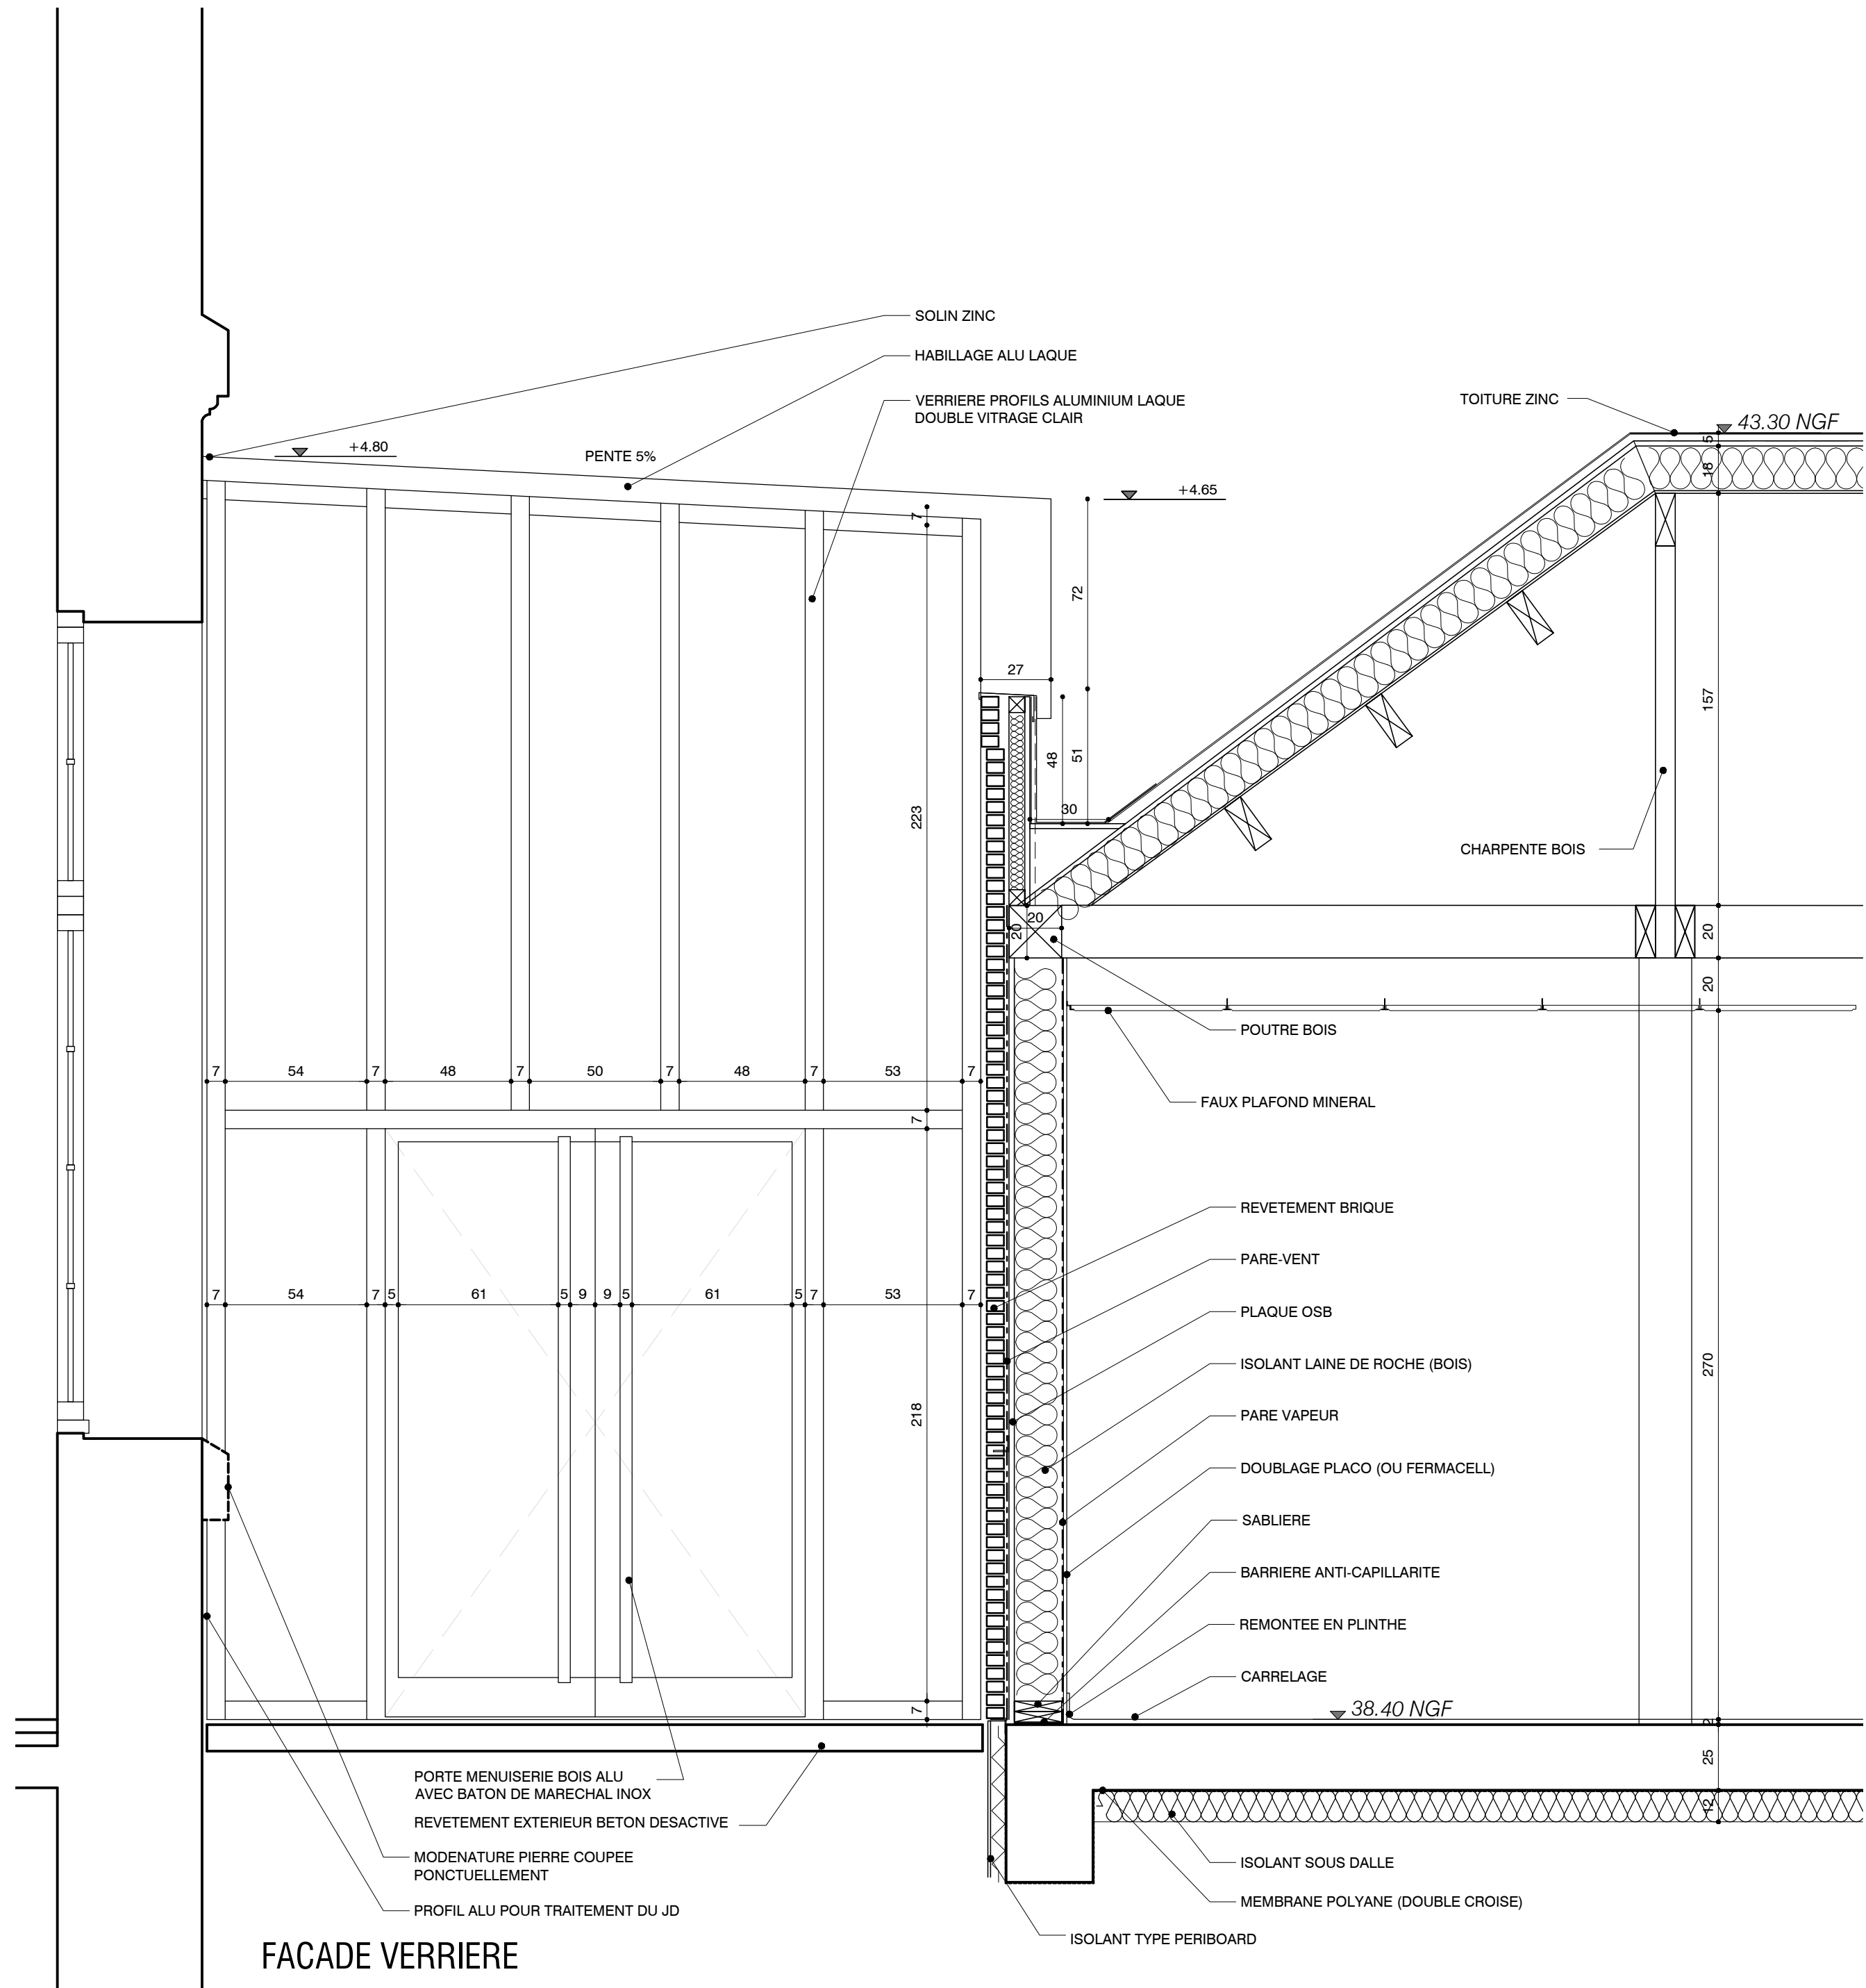 SOLIN ZINC
HABILLAGE ALU LAQUE
VERRIERE PROFILS ALUMINIUM LAQUE
DOUBLE VITRAGE CLAIR
TOITURE ZINC
43.30 NGF
+4.80
PENTE 5%
+4.65
5
18
7
72
27
157
48
51
30
223
CHARPENTE BOIS
20
20
20
20
POUTRE BOIS
7
54
7
48
7
50
7
48
7
53
7
FAUX PLAFOND MINERAL
7
REVETEMENT BRIQUE
PARE-VENT
7
54
7
5
61
5
9
9
5
61
5
7
53
7
PLAQUE OSB
ISOLANT LAINE DE ROCHE (BOIS)
270
218
PARE VAPEUR
DOUBLAGE PLACO (OU FERMACELL)
SABLIERE
BARRIERE ANTI-CAPILLARITE
REMONTEE EN PLINTHE
CARRELAGE
7
38.40 NGF
2
25
12
PORTE MENUISERIE BOIS ALU
AVEC BATON DE MARECHAL INOX
REVETEMENT EXTERIEUR BETON DESACTIVE
MODENATURE PIERRE COUPEE
PONCTUELLEMENT
ISOLANT SOUS DALLE
MEMBRANE POLYANE (DOUBLE CROISE)
PROFIL ALU POUR TRAITEMENT DU JD
ISOLANT TYPE PERIBOARD
FACADE VERRIERE